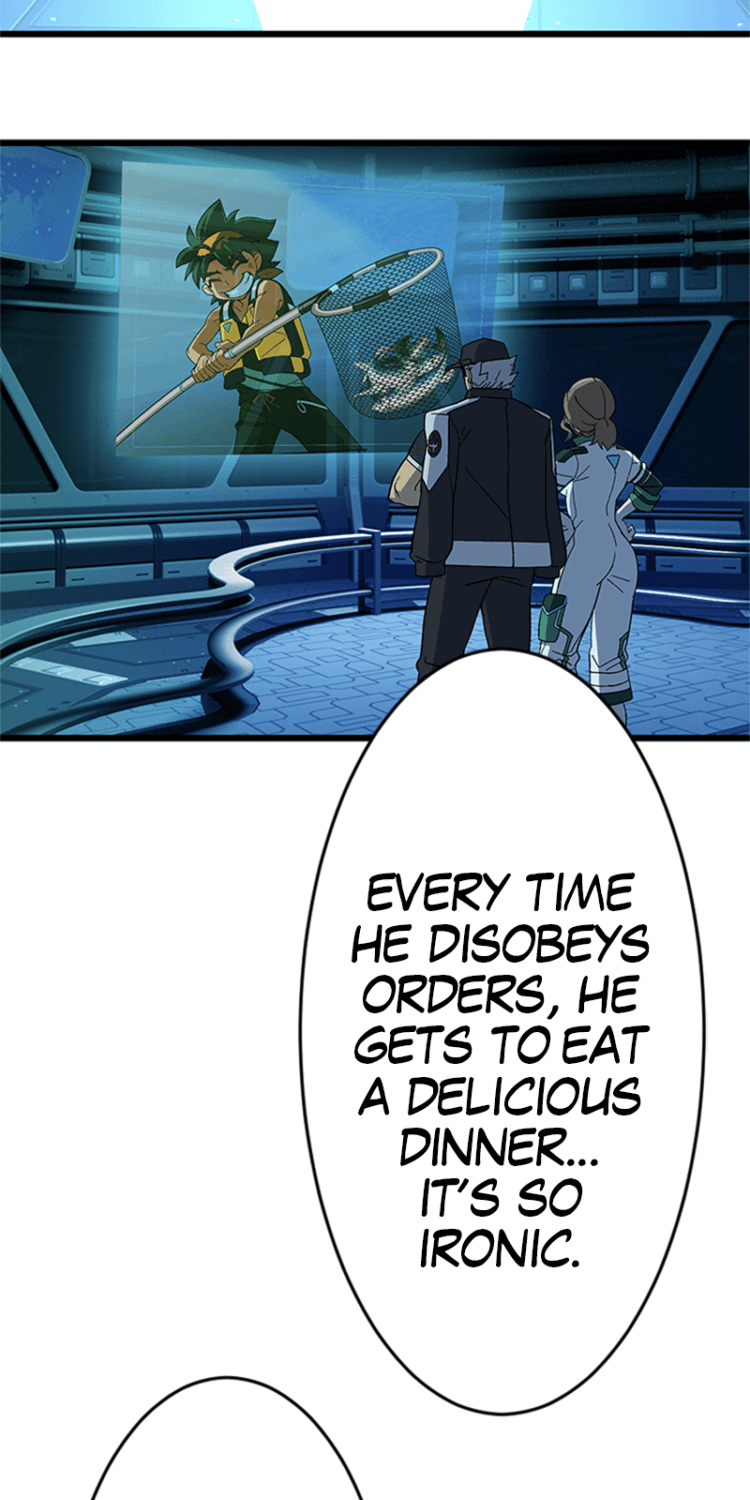 EVERY TIME
HE DISOBEYS
ORDERS, HE
GETS TO EAT
A DELICIOUS
DINNER...
IT'S SO
IRONIC.